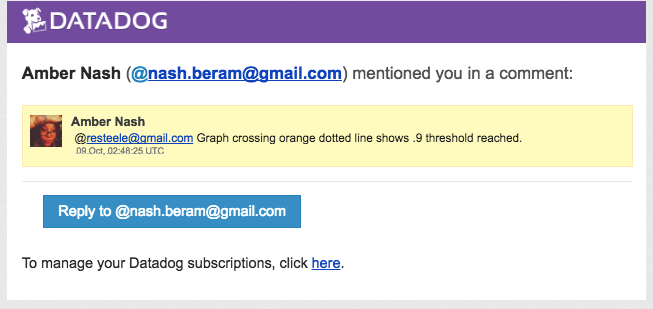 DATADOG
Amber Nash (@nash.beram@gmail.com) mentioned you in a comment:
Amber Nash
@resteele@gmail.com Graph crossing orange dotted line shows .9 threshold reached.
09 Oct, 02:48:25 UTC
Reply to @nash.beram@gmail.com
To manage your Datadog subscriptions, click here.